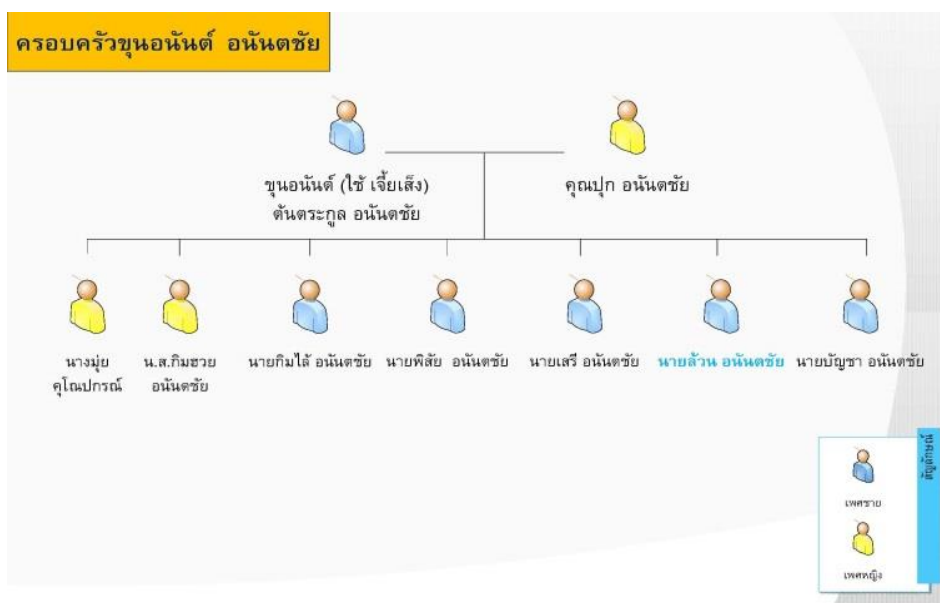 ครอบครัวขุนอนันต์ อนันตชัย
ขุนอนันต์ (ใช้ เจี้ยเส็ง)
ตันตระกูล อนันตชัย
คุณปุก อนันตชัย
นางมุ่ย
คูโณปกรณ์
น.ส.กิมฮวย
อนันตชัย
นายกิมไล้ อนันตชัย
นายพิสัย อนันตชัย
นายเสรี อนันตชัย
นายล้วน อนันตชัย
นายบัญชา อนันตชัย
สัญลักษณ์
เพศชาย
เพศหญิง